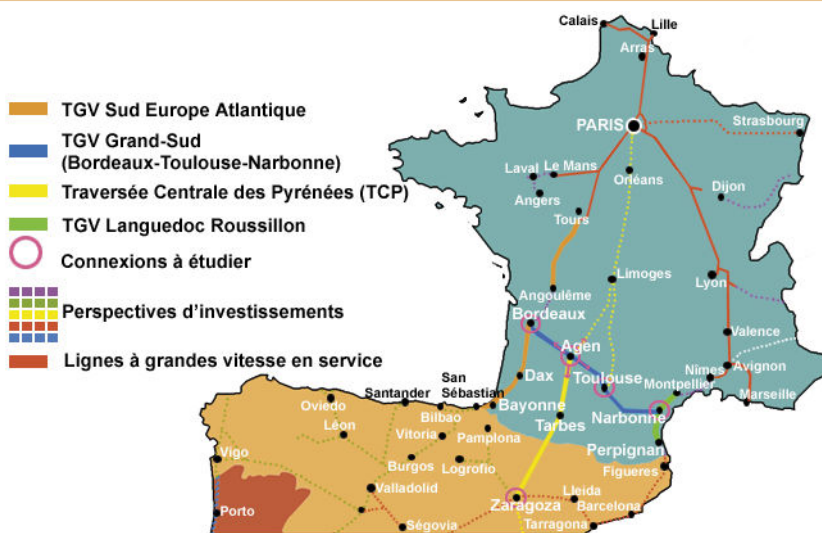 TGV Sud Europe Atlantique
TGV Grand-Sud
(Bordeaux-Toulouse-Narbonne)
Traversée Centrale des Pyrénées (TCP)
TGV Languedoc Roussillon
Connexions à étudier
Perspectives d'investissements
Lignes à grandes vitesse en service
Calais
Lille
Arras
PARIS
Strasbourg
Laval
Le Mans
Orléans
Angers
Dijon
Tours
Limoges
Lyon
Angoulême
Bordeaux
Valence
Agen
Avignon
Nîmes
Toulouse
Montpellier
Marseille
Dax
San
Sébastian
Santander
Bayonne
Narbonne
Oviedo
Bilbao
Tarbes
Léon
Vitoria
Pamplona
Perpignan
Vigo
Burgos
Logrofio
Figueres
Valladolid
Lleida
Zaragoza
Barcelona
Porto
Ségovia
Tarragona